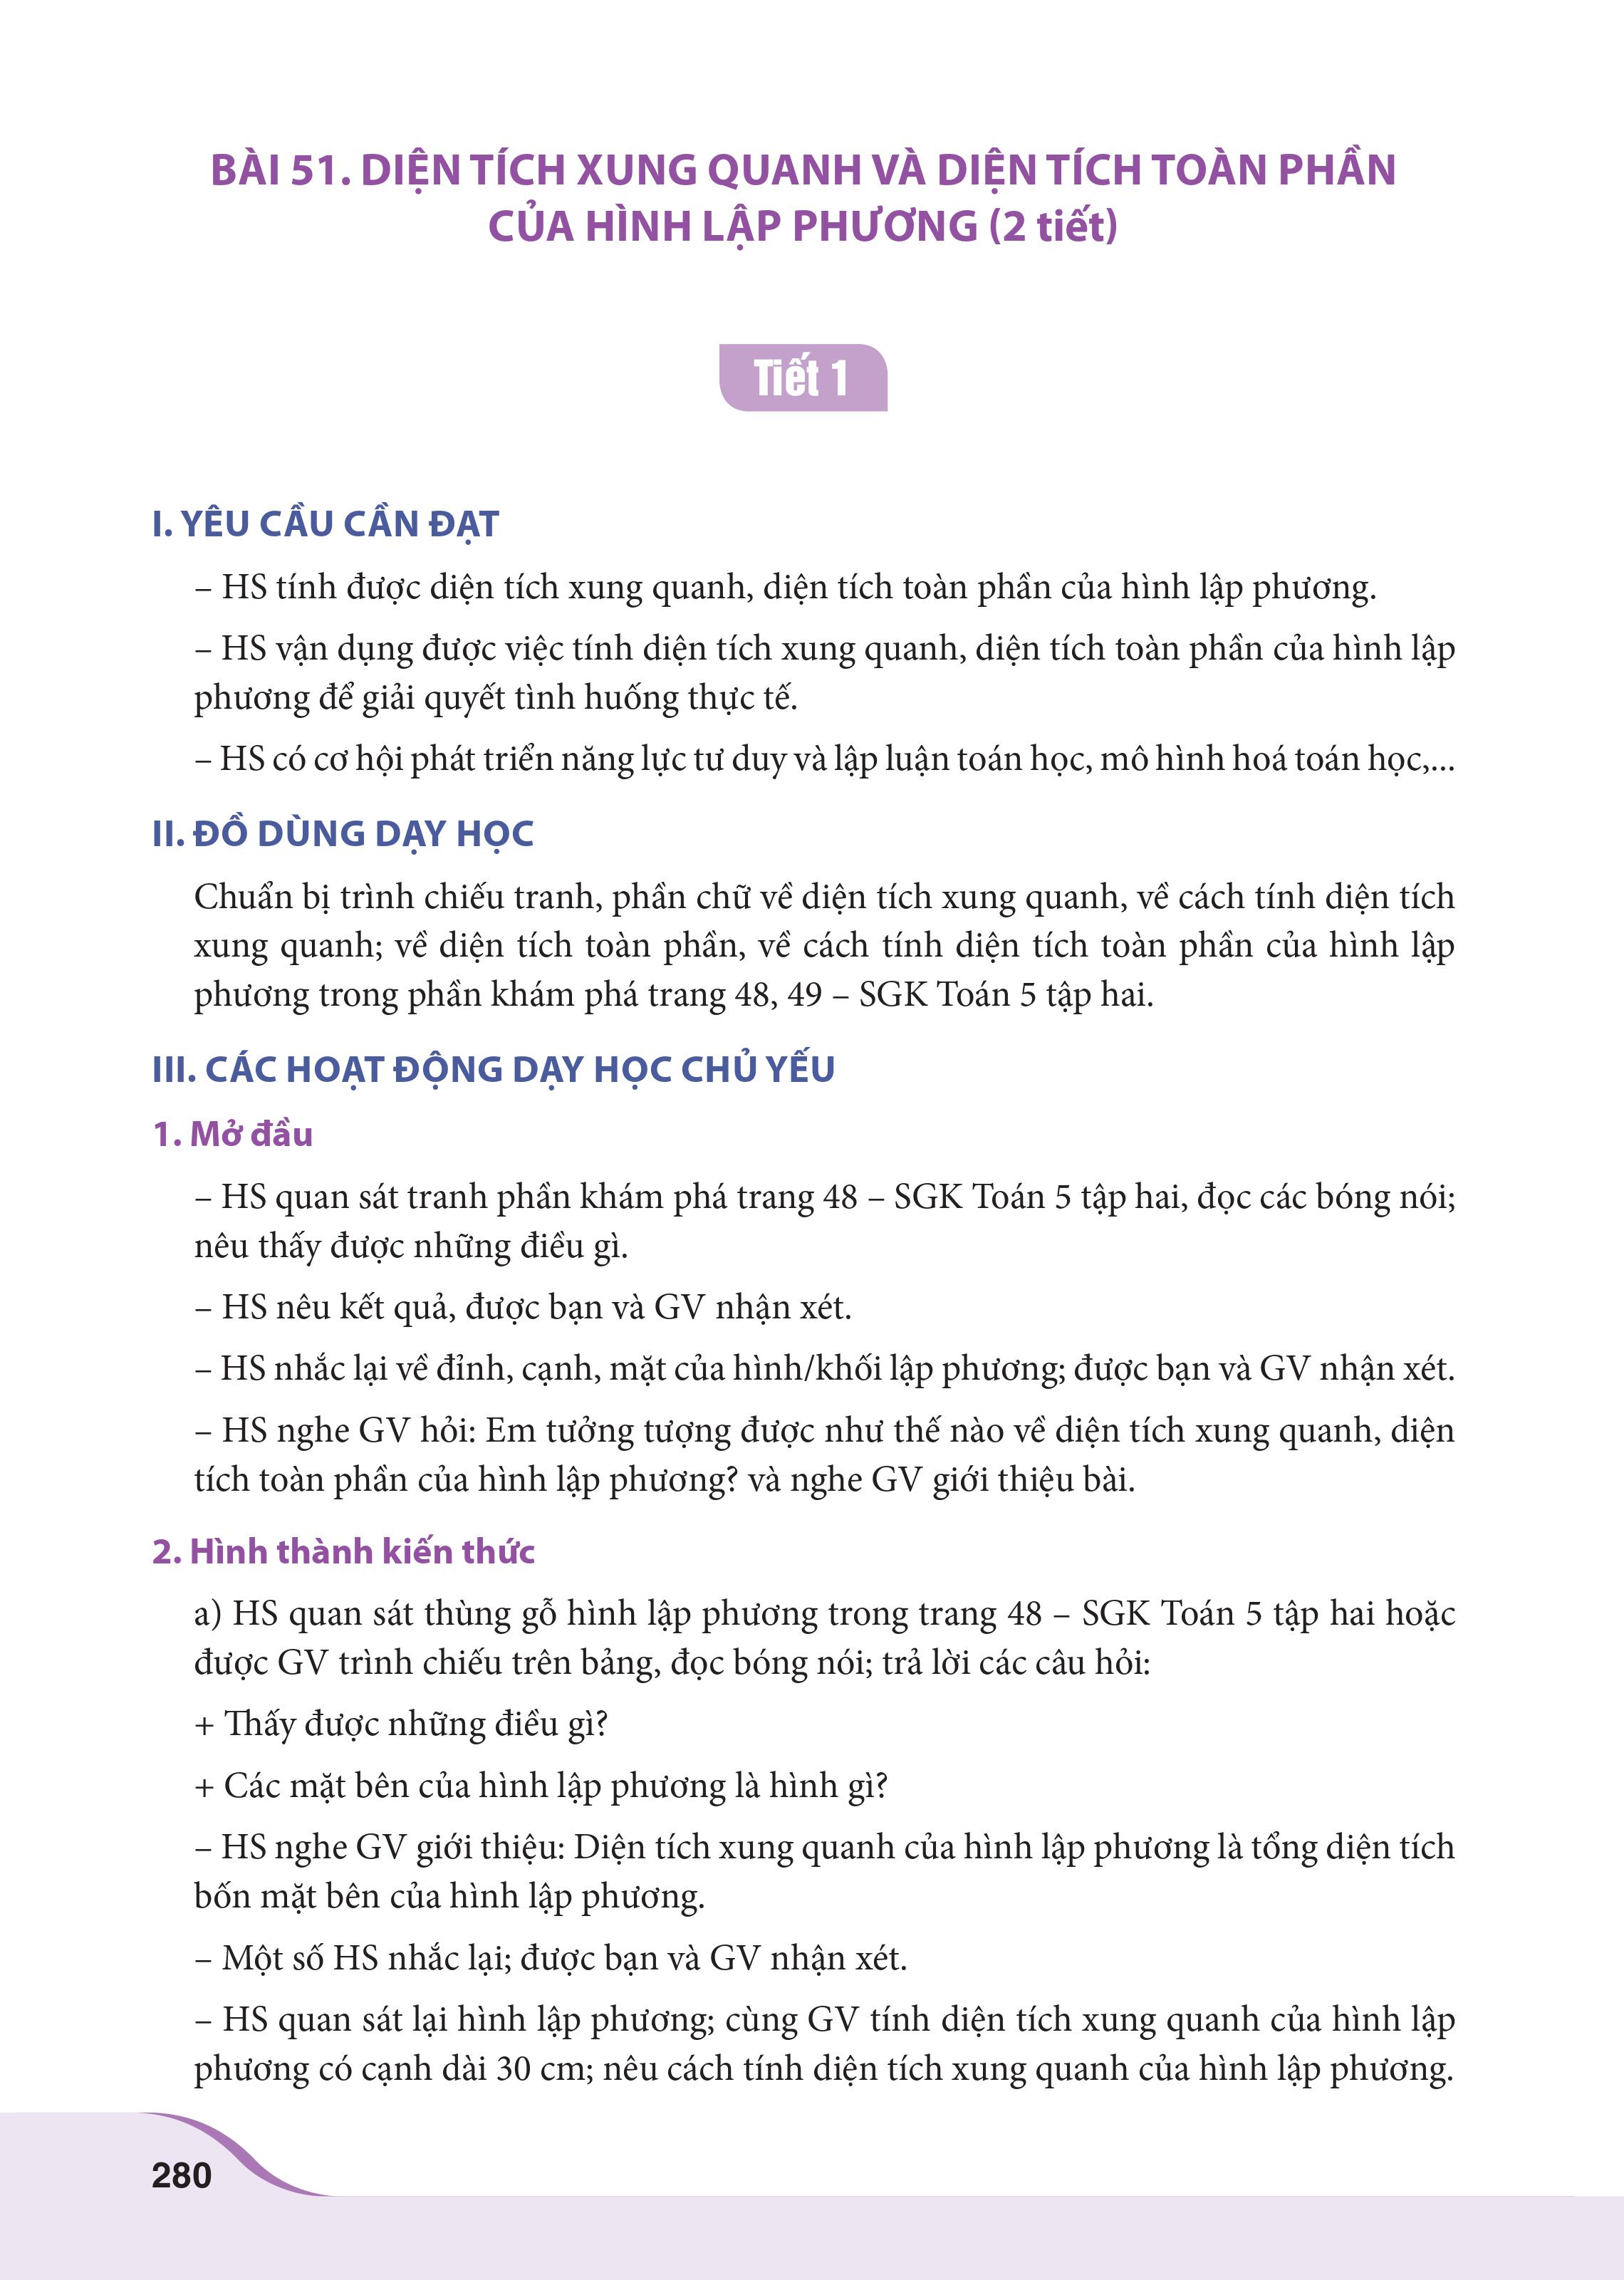 BÀI 51. DIỆN TÍCH XUNG QUANH VÀ DIỆN TÍCH TOÀN PHẦN
CỦA HÌNH LẬP PHƯƠNG (2 tiết)
Tiết 1
I. YÊU CẦU CẦN ĐẠT
– HS tính được diện tích xung quanh, diện tích toàn phần của hình lập phương.
– HS vận dụng được việc tính diện tích xung quanh, diện tích toàn phần của hình lập
phương để giải quyết tình huống thực tế.
– HS có cơ hội phát triển năng lực tư duy và lập luận toán học, mô hình hoá toán học,...
II. ĐỒ DÙNG DẠY HỌC
Chuẩn bị trình chiếu tranh, phần chữ về diện tích xung quanh, về cách tính diện tích
xung quanh; về diện tích toàn phần, về cách tính diện tích toàn phần của hình lập
phương trong phần khám phá trang 48, 49 – SGK Toán 5 tập hai.
III. CÁC HOẠT ĐỘNG DẠY HỌC CHỦ YẾU
1. Mở đầu
– HS quan sát tranh phần khám phá trang 48 – SGK Toán 5 tập hai, đọc các bóng nói;
nêu thấy được những điều gì.
– HS nêu kết quả, được bạn và GV nhận xét.
– HS nhắc lại về đỉnh, cạnh, mặt của hình/khối lập phương; được bạn và GV nhận xét.
– HS nghe GV hỏi: Em tưởng tượng được như thế nào về diện tích xung quanh, diện
tích toàn phần của hình lập phương? và nghe GV giới thiệu bài.
2. Hình thành kiến thức
a) HS quan sát thùng gỗ hình lập phương trong trang 48 – SGK Toán 5 tập hai hoặc
được GV trình chiếu trên bảng, đọc bóng nói; trả lời các câu hỏi:
+ Thấy được những điều gì?
+ Các mặt bên của hình lập phương là hình gì?
– HS nghe GV giới thiệu: Diện tích xung quanh của hình lập phương là tổng diện tích
bốn mặt bên của hình lập phương.
– Một số HS nhắc lại; được bạn và GV nhận xét.
– HS quan sát lại hình lập phương; cùng GV tính diện tích xung quanh của hình lập
phương có cạnh dài 30 cm; nêu cách tính diện tích xung quanh của hình lập phương.
280